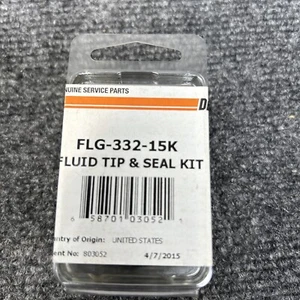 NUINE SERVICE PARTS
D
FLG-332-15K
FLUID TIP & SEAL KIT
6 58701 03052 1
ntry of Origin: UNITED STATES
ent No: 803052
4/7/2015